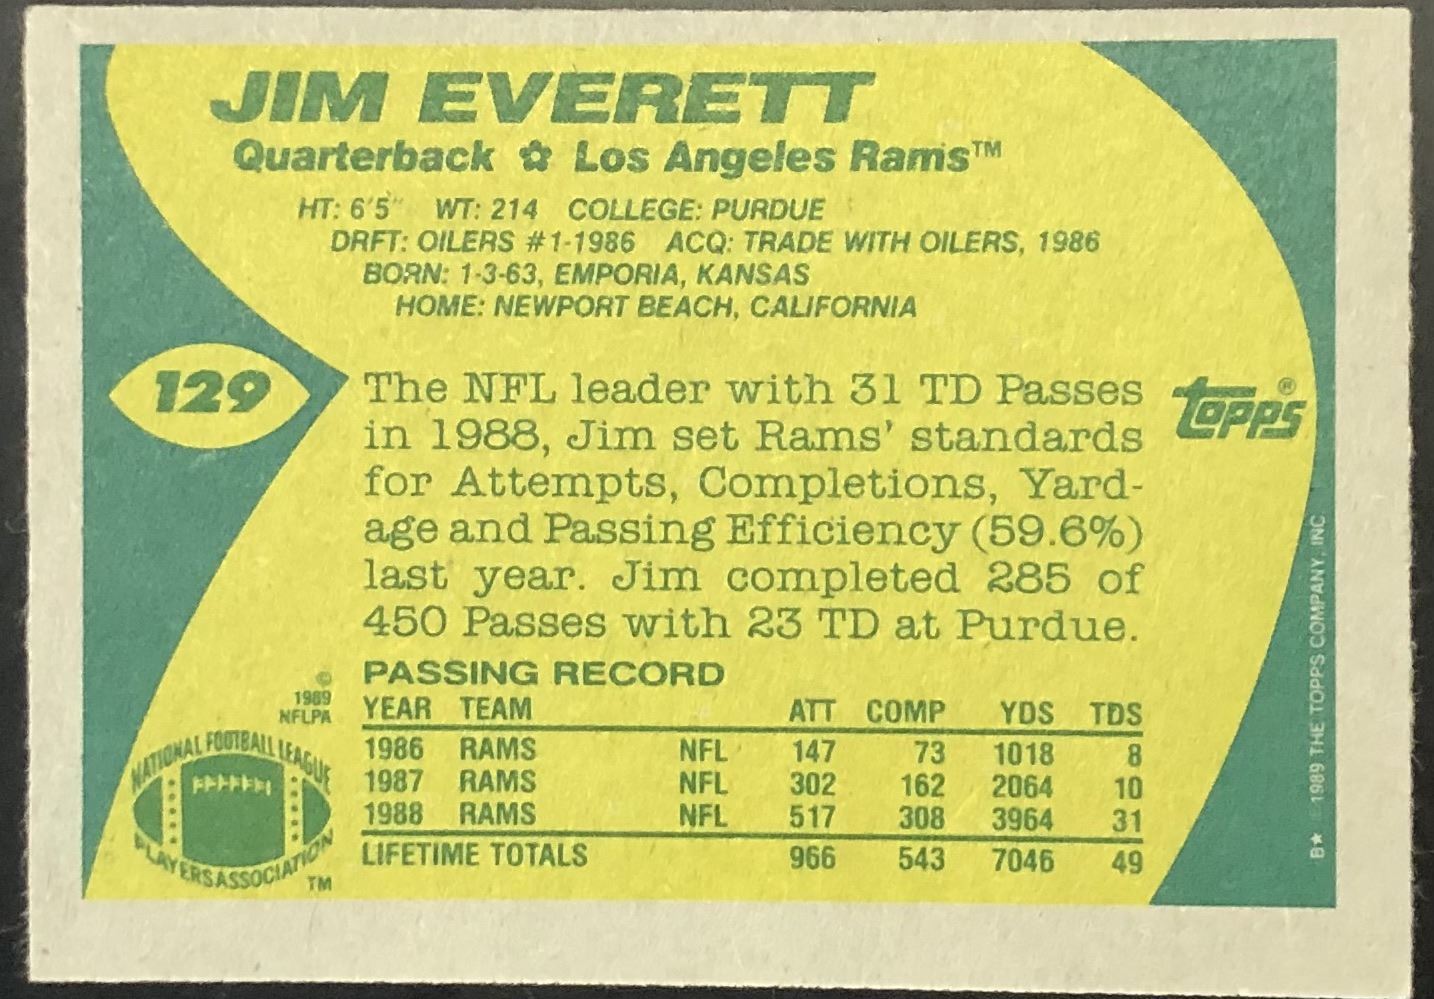 JIM EVERETT
Quarterback ☆ Los Angeles Rams™
HT: 6'5" WT: 214 COLLEGE: PURDUE
DRFT: OILERS #1-1986 ACQ: TRADE WITH OILERS, 1986
BORN: 1-3-63, EMPORIA, KANSAS
HOME: NEWPORT BEACH, CALIFORNIA
129
The NFL leader with 31 TD Passes
in 1988, Jim set Rams' standards
for Attempts, Completions, Yard-
age and Passing Efficiency (59.6%)
last year. Jim completed 285 of
450 Passes with 23 TD at Purdue.
TOPPS®
PASSING RECORD
YEAR TEAM ATT COMP YDS TDS
1986 RAMS NFL 147 73 1018 8
1987 RAMS NFL 302 162 2064 10
1988 RAMS NFL 517 308 3964 31
LIFETIME TOTALS 966 543 7046 49
©
1989
NFLPA
NATIONAL FOOTBALL LEAGUE
PLAYERS ASSOCIATION
TM
B* © 1989 THE TOPPS COMPANY, INC